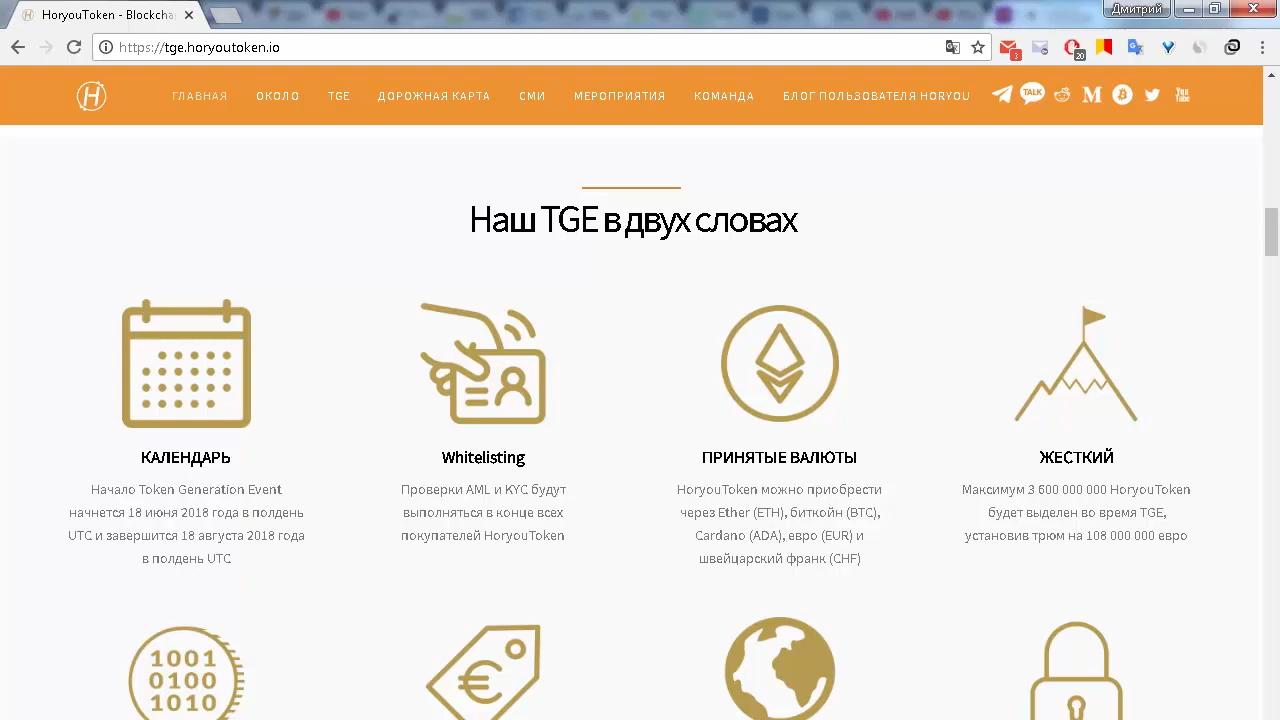 HoryouToken - Blockcha
Дмитрий
https://tge.horyoutoken.io
3
20
H
ГЛАВНАЯ ОКОЛО TGE ДОРОЖНАЯ КАРТА СМИ МЕРОПРИЯТИЯ КОМАНДА БЛОГ ПОЛЬЗОВАТЕЛЯ HORYOU
TALK
M
You
Tube
Наш TGE в двух словах
КАЛЕНДАРЬ
Начало Token Generation Event
начнется 18 июня 2018 года в полдень
UTC и завершится 18 августа 2018 года
в полдень UTC
Whitelisting
Проверки AML и KYC будут
выполняться в конце всех
покупателей HoryouToken
ПРИНЯТЫЕ ВАЛЮТЫ
HoryouToken можно приобрести
через Ether (ETH), биткойн (BTC),
Cardano (ADA), евро (EUR) и
швейцарский франк (CHF)
ЖЕСТКИЙ
Максимум 3 600 000 000 HoryouToken
будет выделен во время TGE,
установив трюм на 108 000 000 евро
1001
0100
1010
€